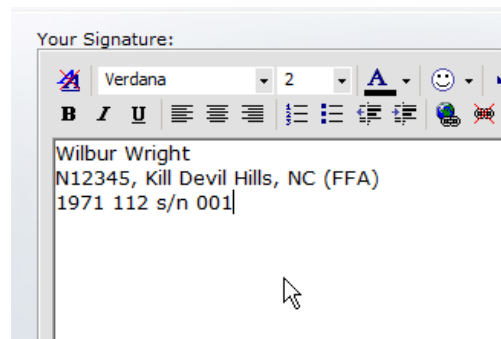 Your Signature:
Verdana 2 A
B I U
Wilbur Wright
N12345, Kill Devil Hills, NC (FFA)
1971 112 s/n 001